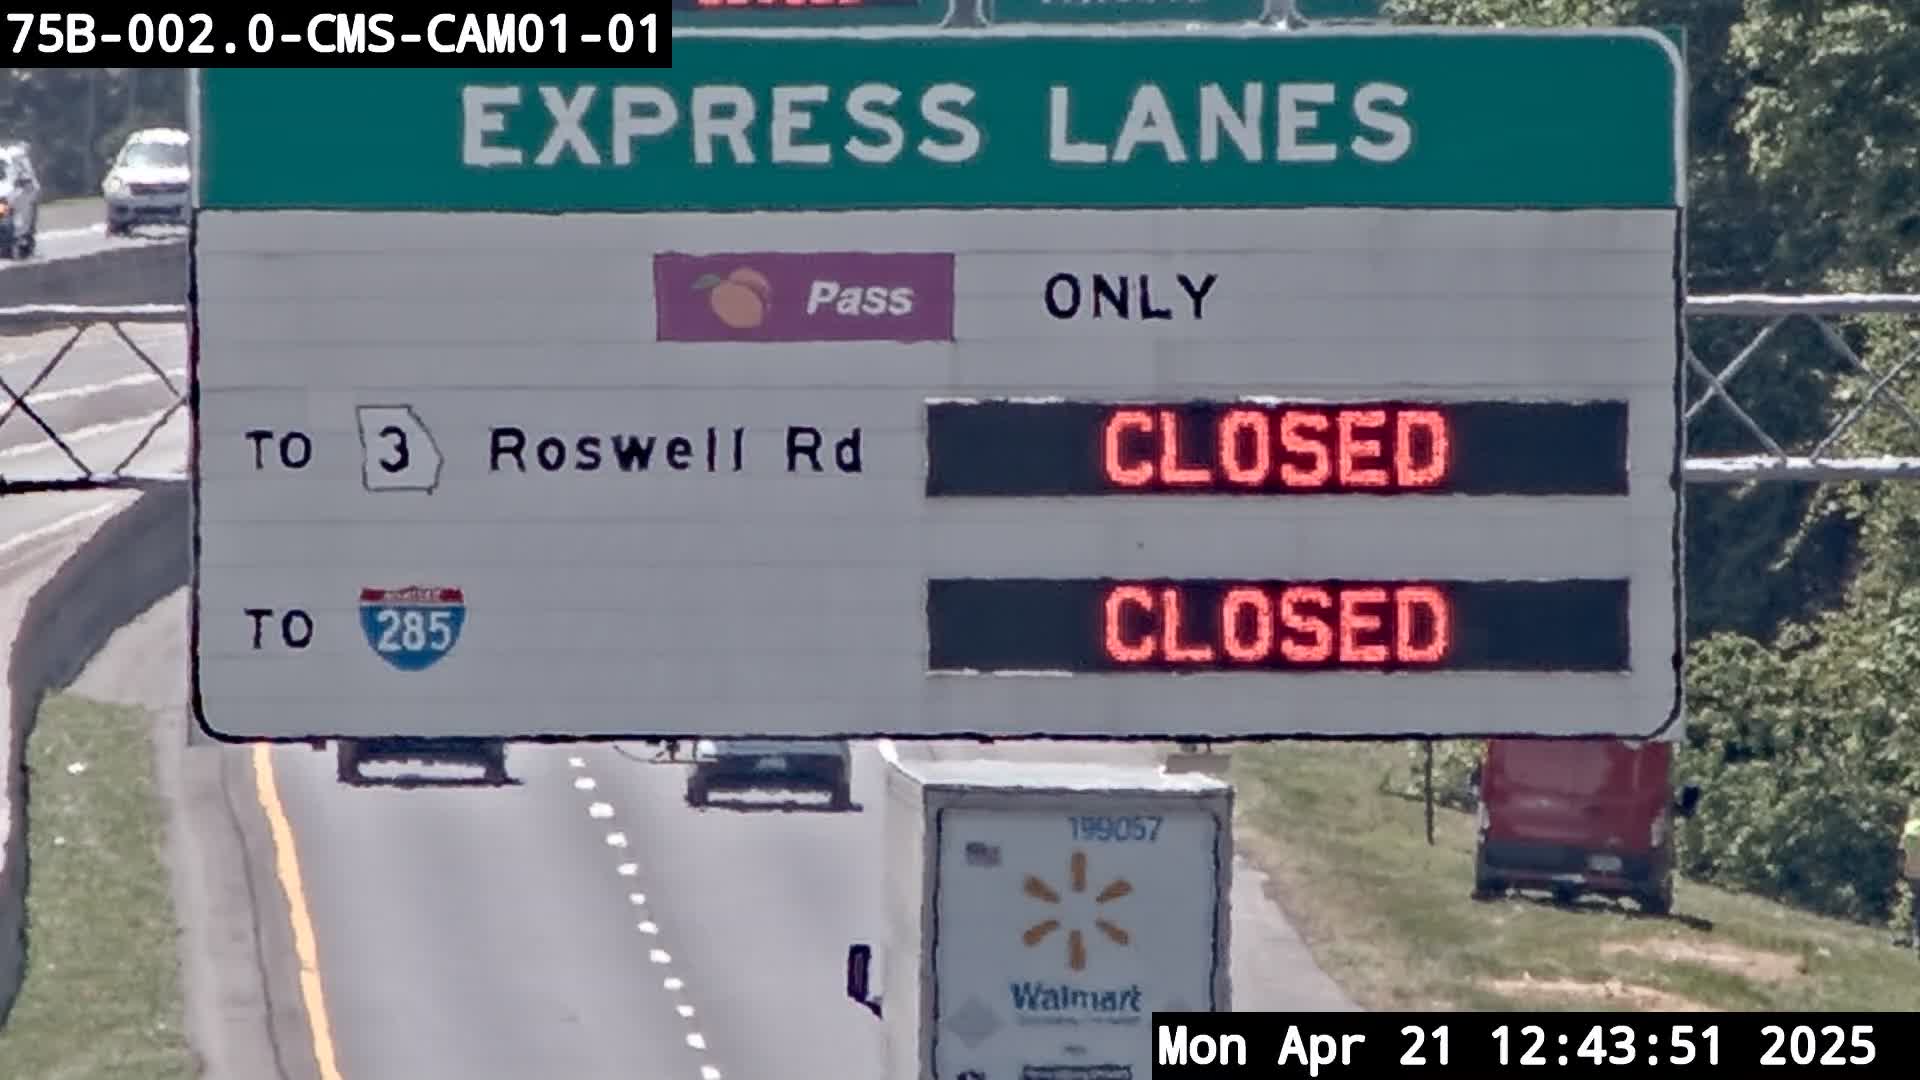 75B-002.0-CMS-CAM01-01
EXPRESS LANES
Pass ONLY
TO 3 Roswell Rd CLOSED
TO 285 CLOSED
199057
Walmart
Mon Apr 21 12:43:51 2025